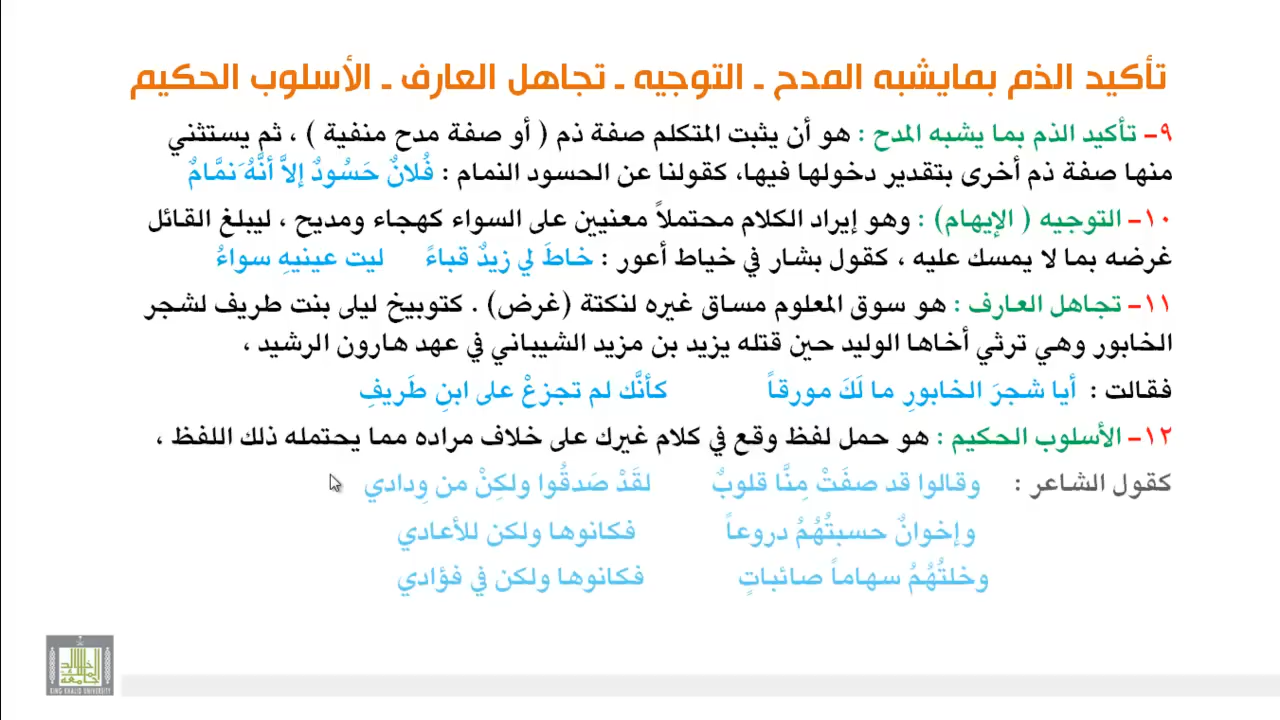 تأكيد الذم بمايشبه المدح ـ التوجيه ـ تجاهل العارف ـ الأسلوب الحكيم
٩- تأكيد الذم بما يشبه المدح : هو أن يثبت المتكلم صفة ذم ( أو صفة مدح منفية ) ، ثم يستثني
منها صفة ذم أخرى بتقدير دخولها فيها، كقولنا عن الحسود النمام : فُلانٌ حَسُودٌ إلاَّ أنَّهُ نَمَّامٌ
١٠- التوجيه ( الإيهام) : وهو إيراد الكلام محتملاً معنيين على السواء كهجاء ومديح ، ليبلغ القائل
غرضه بما لا يمسك عليه ، كقول بشار في خياط أعور : خاطَ لي زيدٌ قباءً ليت عينيهِ سواءُ
١١- تجاهل العارف : هو سوق المعلوم مساق غيره لنكتة (غرض) . كتوبيخ ليلى بنت طريف لشجر
الخابور وهي ترثي أخاها الوليد حين قتله يزيد بن مزيد الشيباني في عهد هارون الرشيد ،
فقالت : أيا شجرَ الخابورِ ما لَكَ مورقاً كأنَّك لم تجزعْ على ابنِ طَريفِ
١٢- الأسلوب الحكيم : هو حمل لفظ وقع في كلام غيرك على خلاف مراده مما يحتمله ذلك اللفظ ،
كقول الشاعر : وقالوا قد صفَتْ مِنَّا قلوبٌ لقَدْ صَدقُوا ولكِنْ من وِدادي
وإخوانٌ حسبتُهُمُ دروعاً فكانوها ولكن للأعادي
وخلتُهُمُ سهاماً صائباتٍ فكانوها ولكن في فؤادي
جامعة الملك خالد
KING KHALID UNIVERSITY